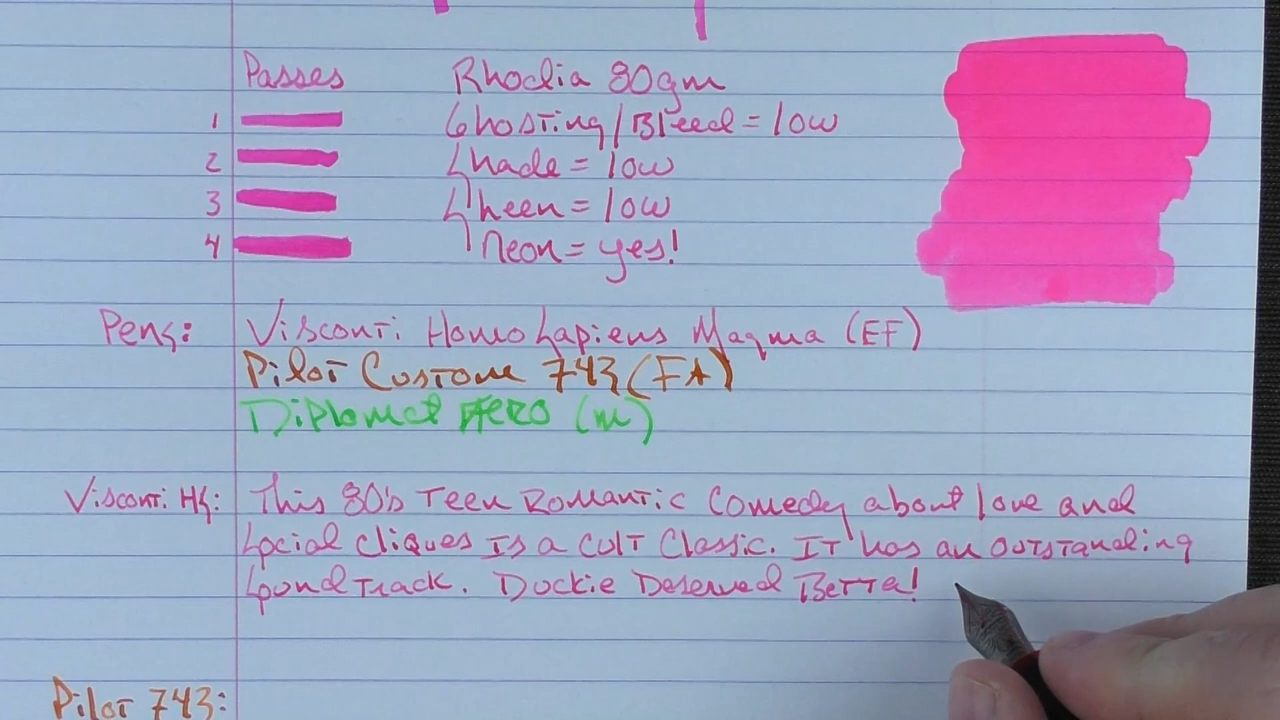 Passes Rhodia 80gm
1 Ghosting/Bleed = low
2 Shade = low
3 Sheen = low
4 Neon = yes!
Pens: Visconti Homo Sapiens Magma (EF)
Pilot Custom 743 (FA)
Diplomat Aero (M)
Visconti HS: This 80's Teen Romantic Comedy about love and
Social cliques Is a cult Classic. It has an outstanding
Soundtrack. Duckie Deserved Better!
Pilot 743: